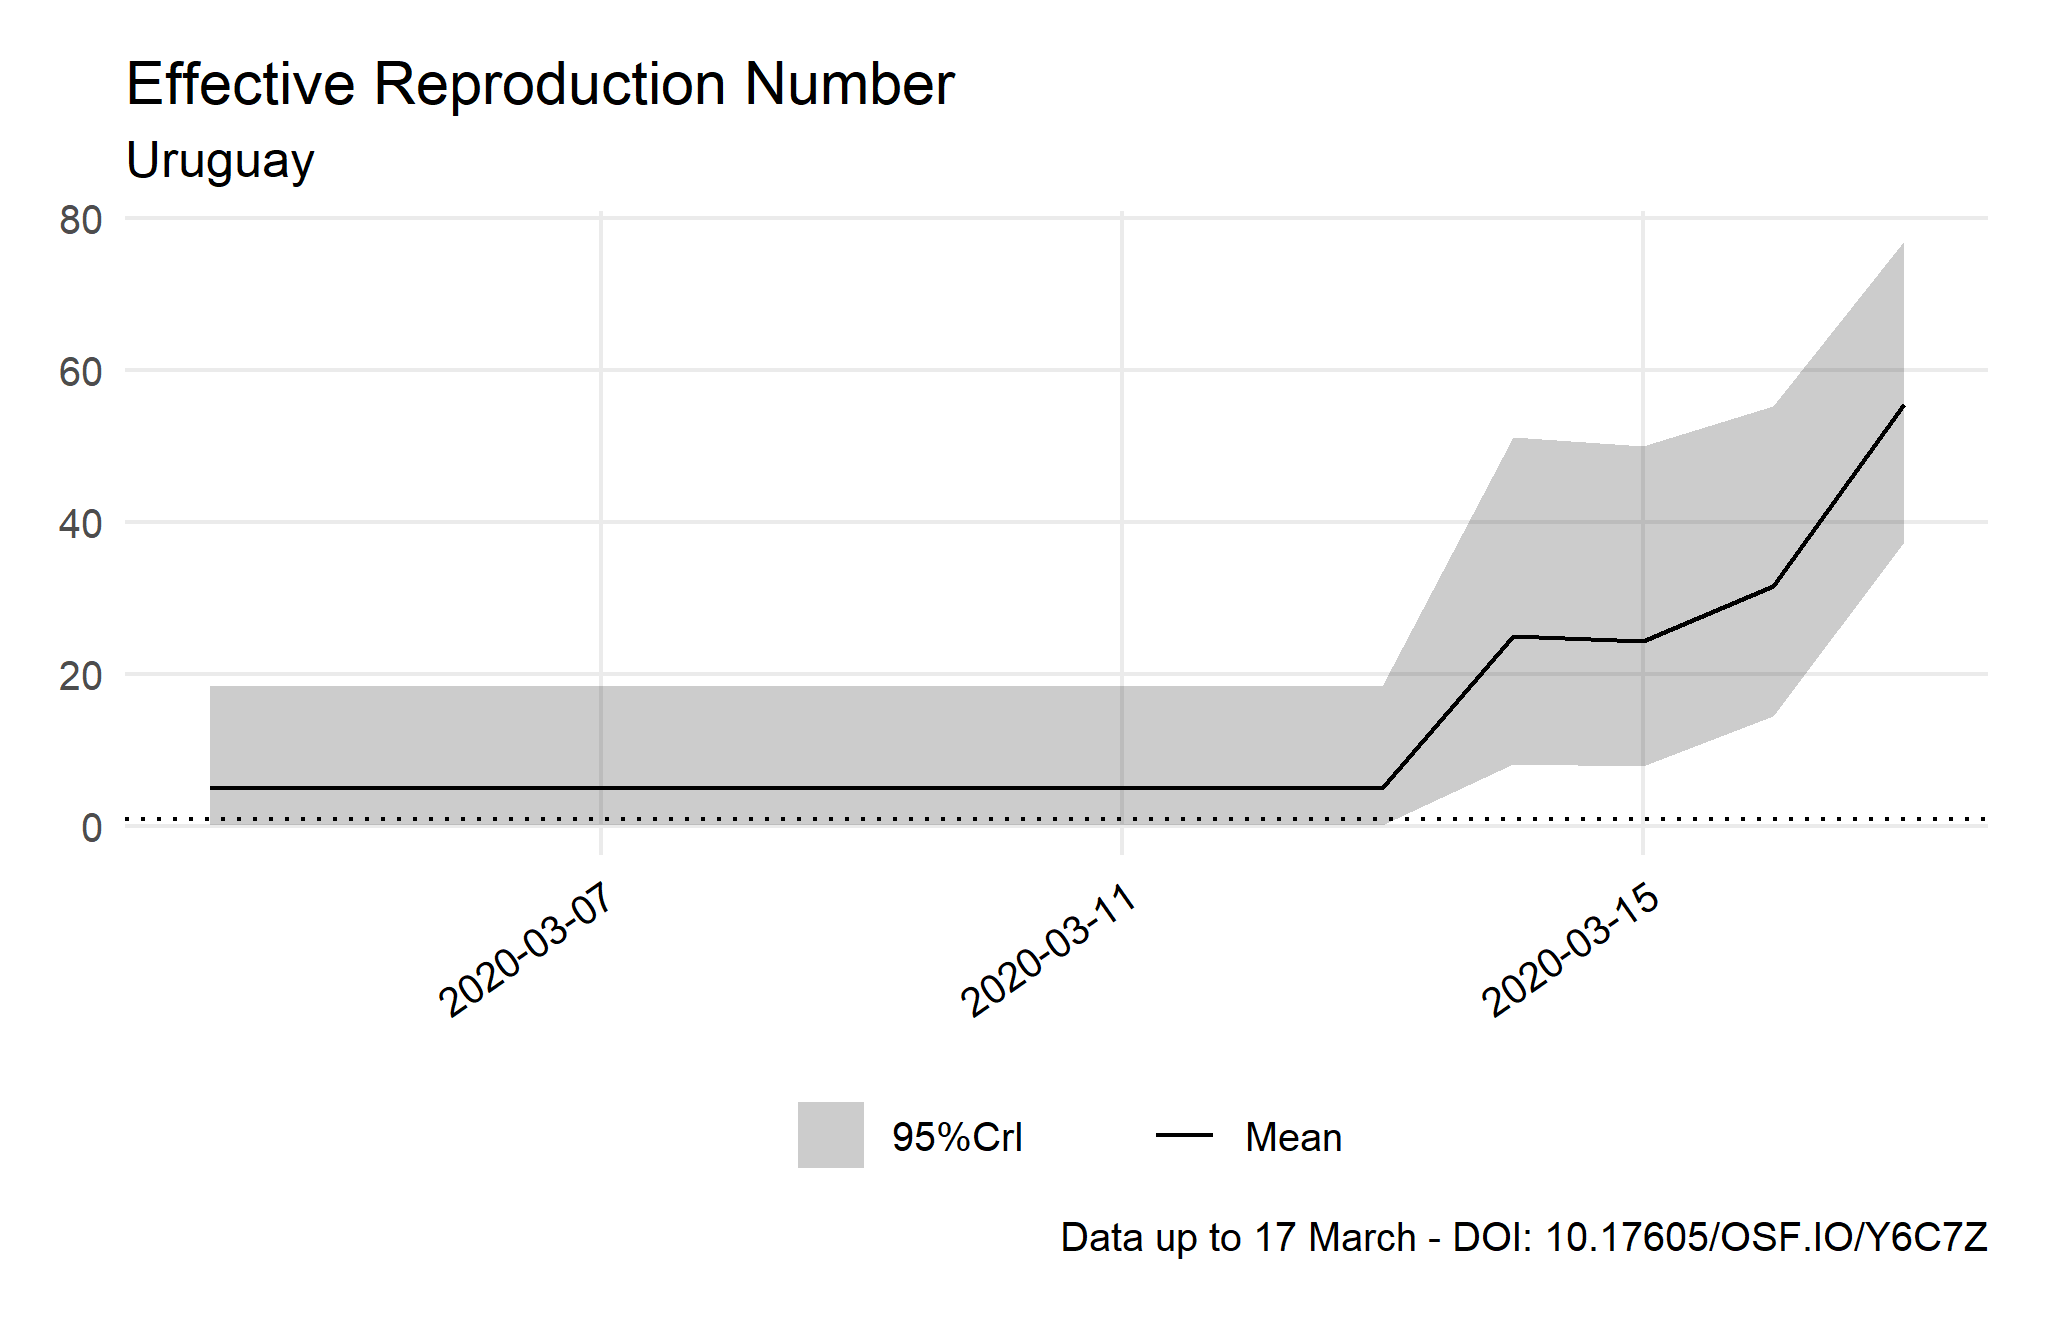 Effective Reproduction Number
Uruguay
80
60
40
20
0
2020-03-07
2020-03-11
2020-03-15
95%CrI
Mean
Data up to 17 March - DOI: 10.17605/OSF.IO/Y6C7Z